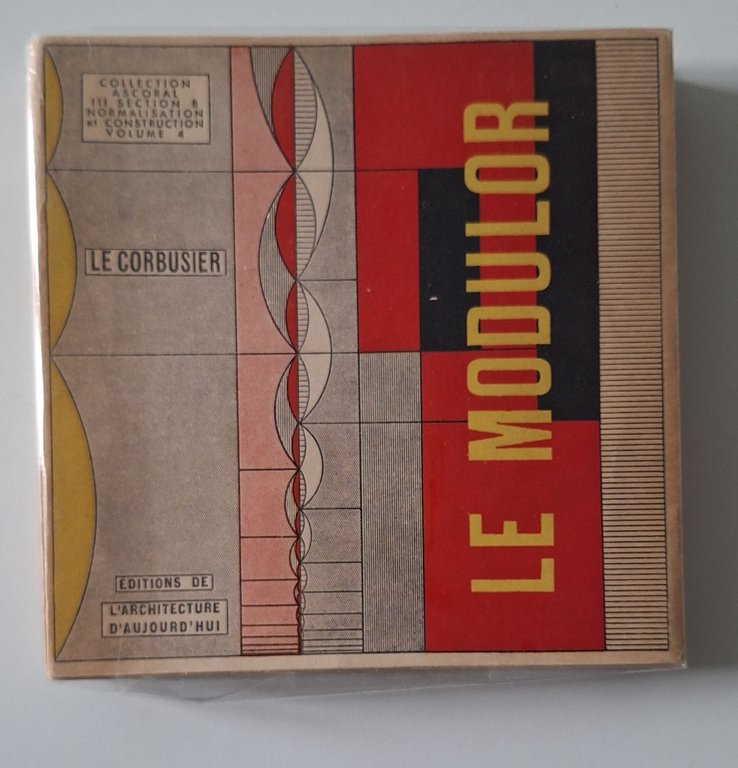 COLLECTION
ASCORAL
III SECTION B
NORMALISATION
et CONSTRUCTION
VOLUME 4
LE CORBUSIER
LE MODULOR
ÉDITIONS DE
L'ARCHITECTURE
D'AUJOURD'HUI